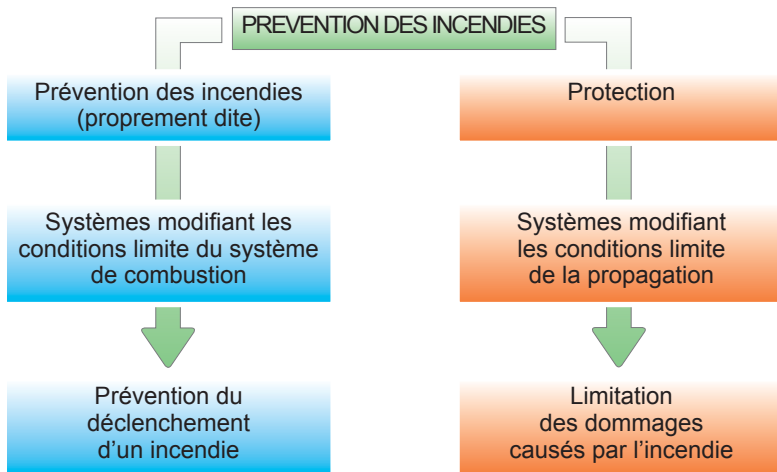 PREVENTION DES INCENDIES
Prévention des incendies
(proprement dite)
Systèmes modifiant les
conditions limite du système
de combustion
Prévention du
déclenchement
d’un incendie
Protection
Systèmes modifiant
les conditions limite
de la propagation
Limitation
des dommages
causés par l’incendie